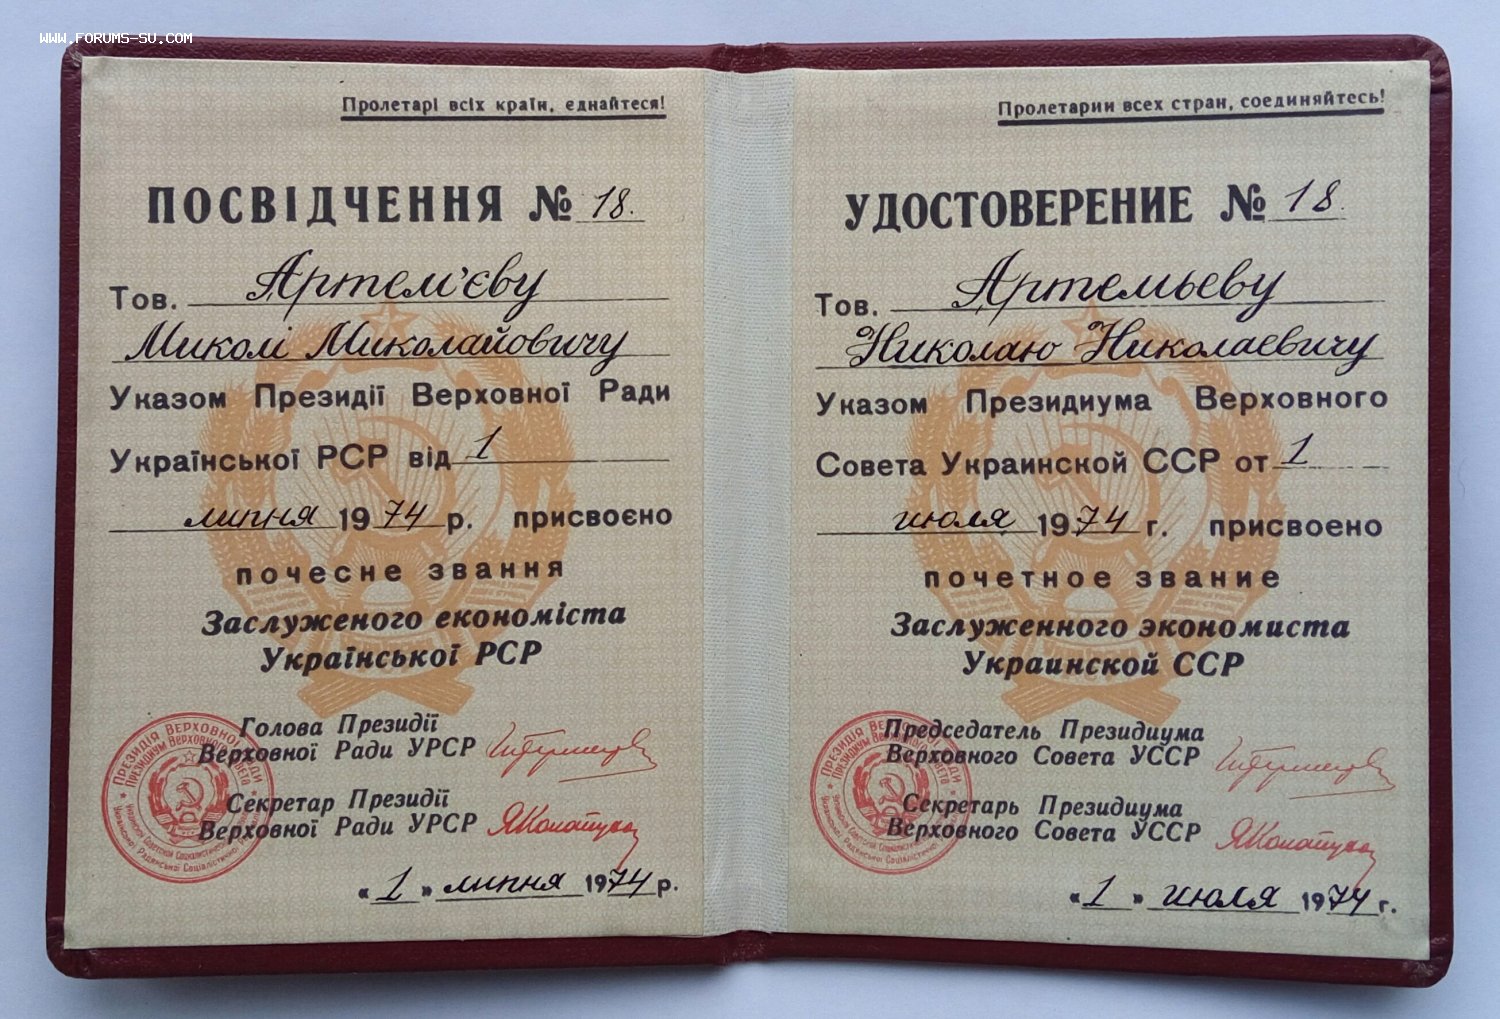 WWW.FORUMS-SU.COM
Пролетарі всіх країн, єднайтеся!
ПОСВІДЧЕННЯ № 18.
Тов. Артем'єву
Миколі Миколайовичу
Указом Президії Верховної Ради
Української РСР від 1
липня 1974 р. присвоєно
почесне звання
Заслуженого економіста
Української РСР
Голова Президії
Верховної Ради УРСР
Секретар Президії
Верховної Ради УРСР
«1» липня 1974 р.
Пролетарии всех стран, соединяйтесь!
УДОСТОВЕРЕНИЕ № 18.
Тов. Артемьеву
Николаю Николаевичу
Указом Президиума Верховного
Совета Украинской ССР от 1
июля 1974 г. присвоено
почетное звание
Заслуженного экономиста
Украинской ССР
Председатель Президиума
Верховного Совета УССР
Секретарь Президиума
Верховного Совета УССР
«1» июля 1974 г.